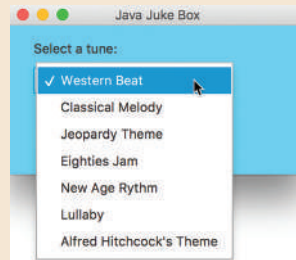 Java Juke Box
Select a tune:
✓ Western Beat
Classical Melody
Jeopardy Theme
Eighties Jam
New Age Rythm
Lullaby
Alfred Hitchcock's Theme